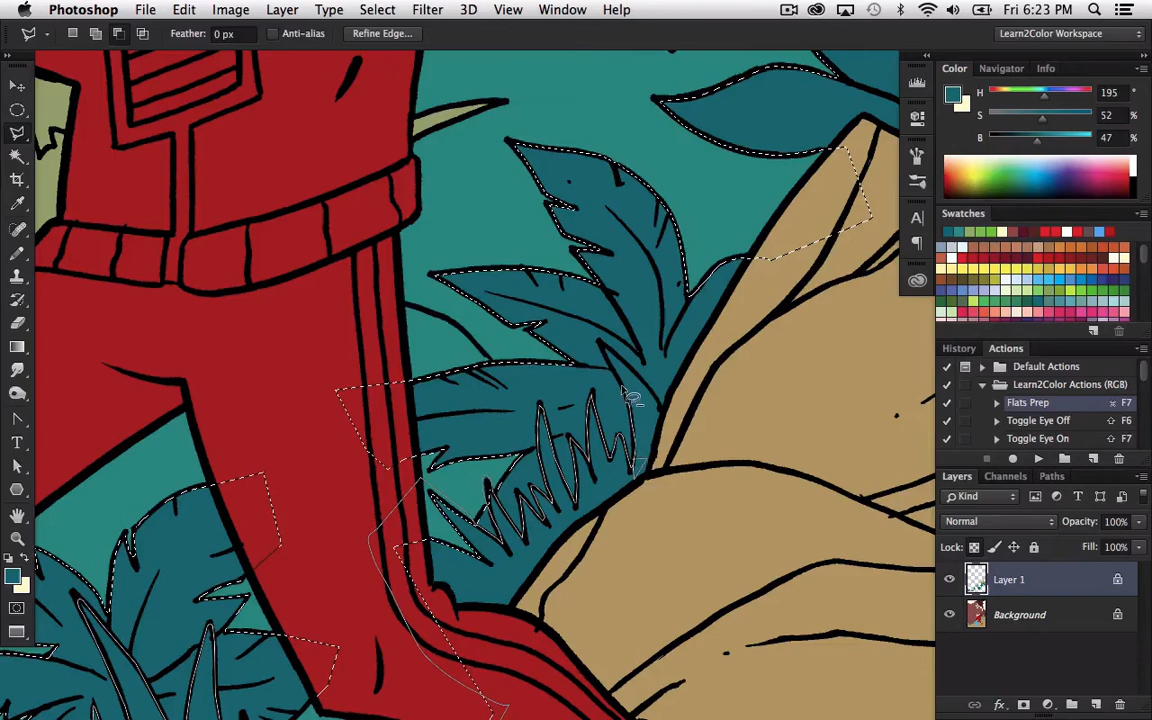 Photoshop File Edit Image Layer Type Select Filter 3D View Window Help Fri 6:23 PM
Feather: 0 px Anti-alias Refine Edge... Learn2Color Workspace
Color Navigator Info
H 195 °
S 52 %
B 47 %
Swatches
History Actions
Default Actions
Learn2Color Actions (RGB)
Flats Prep F7
Toggle Eye Off F6
Toggle Eye On F7
Layers Channels Paths
Kind
Normal Opacity: 100%
Lock: Fill: 100%
Layer 1
Background